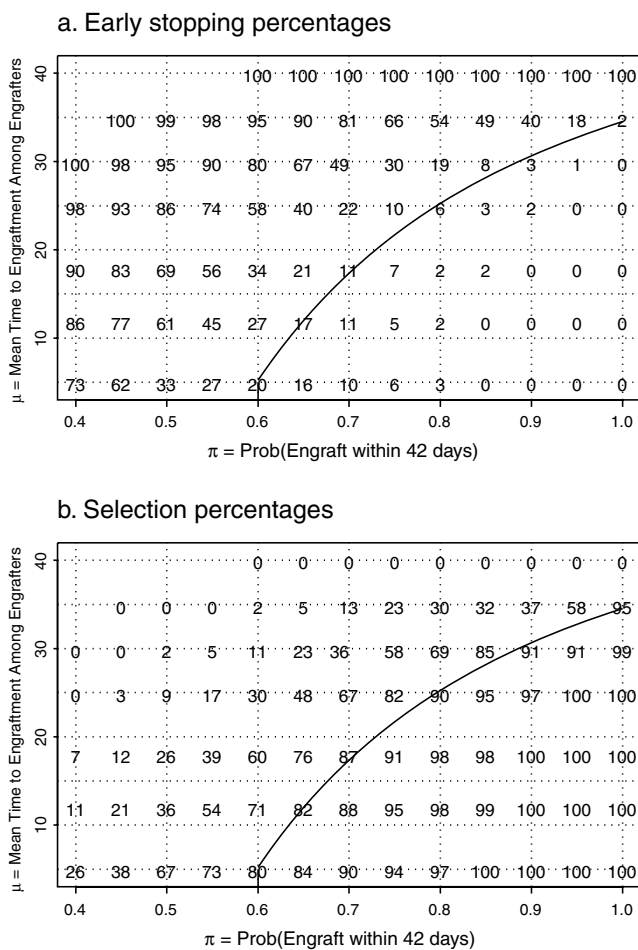 a. Early stopping percentages
μ = Mean Time to Engraftment Among Engrafters
40
100 100 100 100 100 100 100 100 100
100 99 98 95 90 81 66 54 49 40 18 2
30
100 98 95 90 80 67 49 30 19 8 3 1 0
98 93 86 74 58 40 22 10 6 3 2 0 0
20
90 83 69 56 34 21 11 7 2 2 0 0 0
86 77 61 45 27 17 11 5 2 0 0 0 0
10
73 62 33 27 20 16 10 6 3 0 0 0 0
0.4 0.5 0.6 0.7 0.8 0.9 1.0
π = Prob(Engraft within 42 days)
b. Selection percentages
μ = Mean Time to Engraftment Among Engrafters
40
0 0 0 0 0 0 0 0 0
0 0 0 2 5 13 23 30 32 37 58 95
30
0 0 2 5 11 23 36 58 69 85 91 91 99
0 3 9 17 30 48 67 82 90 95 97 100 100
20
7 12 26 39 60 76 87 91 98 98 100 100 100
11 21 36 54 71 82 88 95 98 99 100 100 100
10
26 38 67 73 80 84 90 94 97 100 100 100 100
0.4 0.5 0.6 0.7 0.8 0.9 1.0
π = Prob(Engraft within 42 days)